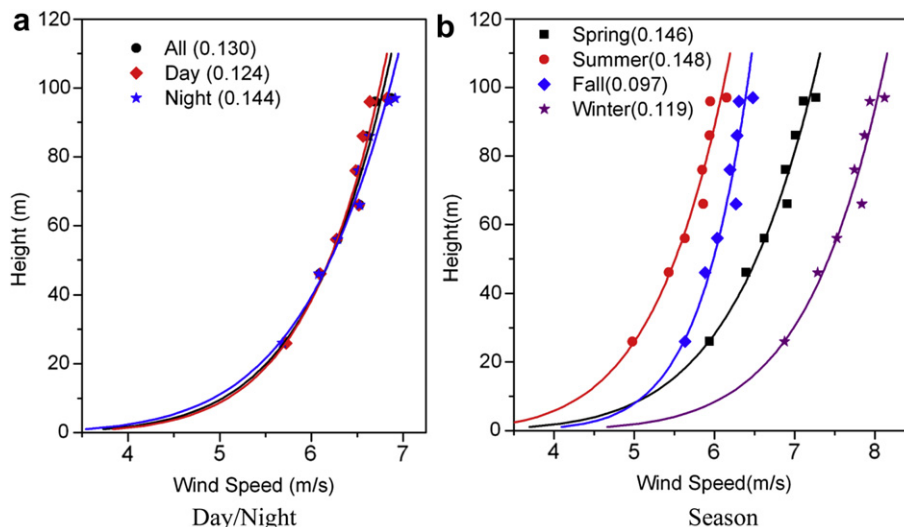 a
All (0.130)
Day (0.124)
Night (0.144)
120
100
80
60
40
20
0
Height (m)
4
5
6
7
Wind Speed (m/s)
Day/Night
b
Spring(0.146)
Summer(0.148)
Fall(0.097)
Winter(0.119)
120
100
80
60
40
20
0
Height(m)
4
5
6
7
8
Wind Speed(m/s)
Season